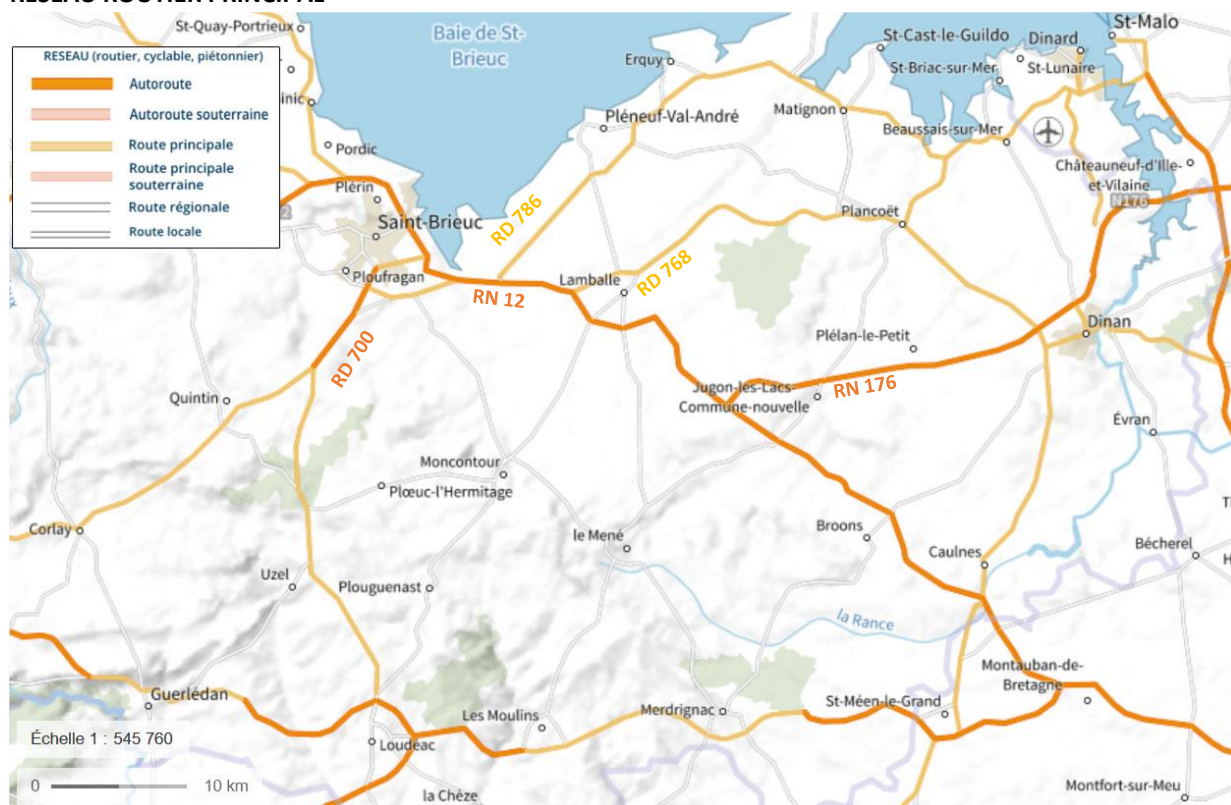 RESEAU ROUTIER PRINCIPAL
St-Quay-Portrieux
Baie de St-
Brieuc
St-Malo
St-Cast-le-Guildo
Dinard
RESEAU (routier, cyclable, piétonnier)
Autoroute
Autoroute souterraine
Route principale
Route principale
souterraine
Route régionale
Route locale
Erquy
St-Briac-sur-Mer
St-Lunaire
inic
Pléneuf-Val-André
Matignon
Beaussais-sur-Mer
Pordic
Châteauneuf-d'Ille-
et-Vilaine
N176
Plérin
Saint-Brieuc
RD 786
Plancoët
Ploufragan
Lamballe
RD 768
RN 12
Dinan
RD 700
Plélan-le-Petit
Jugon-les-Lacs-
Commune-nouvelle
RN 176
Quintin
Évran
Moncontour
Plœuc-l'Hermitage
Corlay
le Mené
Broons
Caulnes
Bécherel
Uzel
Plouguenast
la Rance
Guerlédan
Montauban-de-
Bretagne
Les Moulins
Merdrignac
St-Méen-le-Grand
Échelle 1 : 545 760
Loudéac
0
10 km
la Chèze
Montfort-sur-Meu